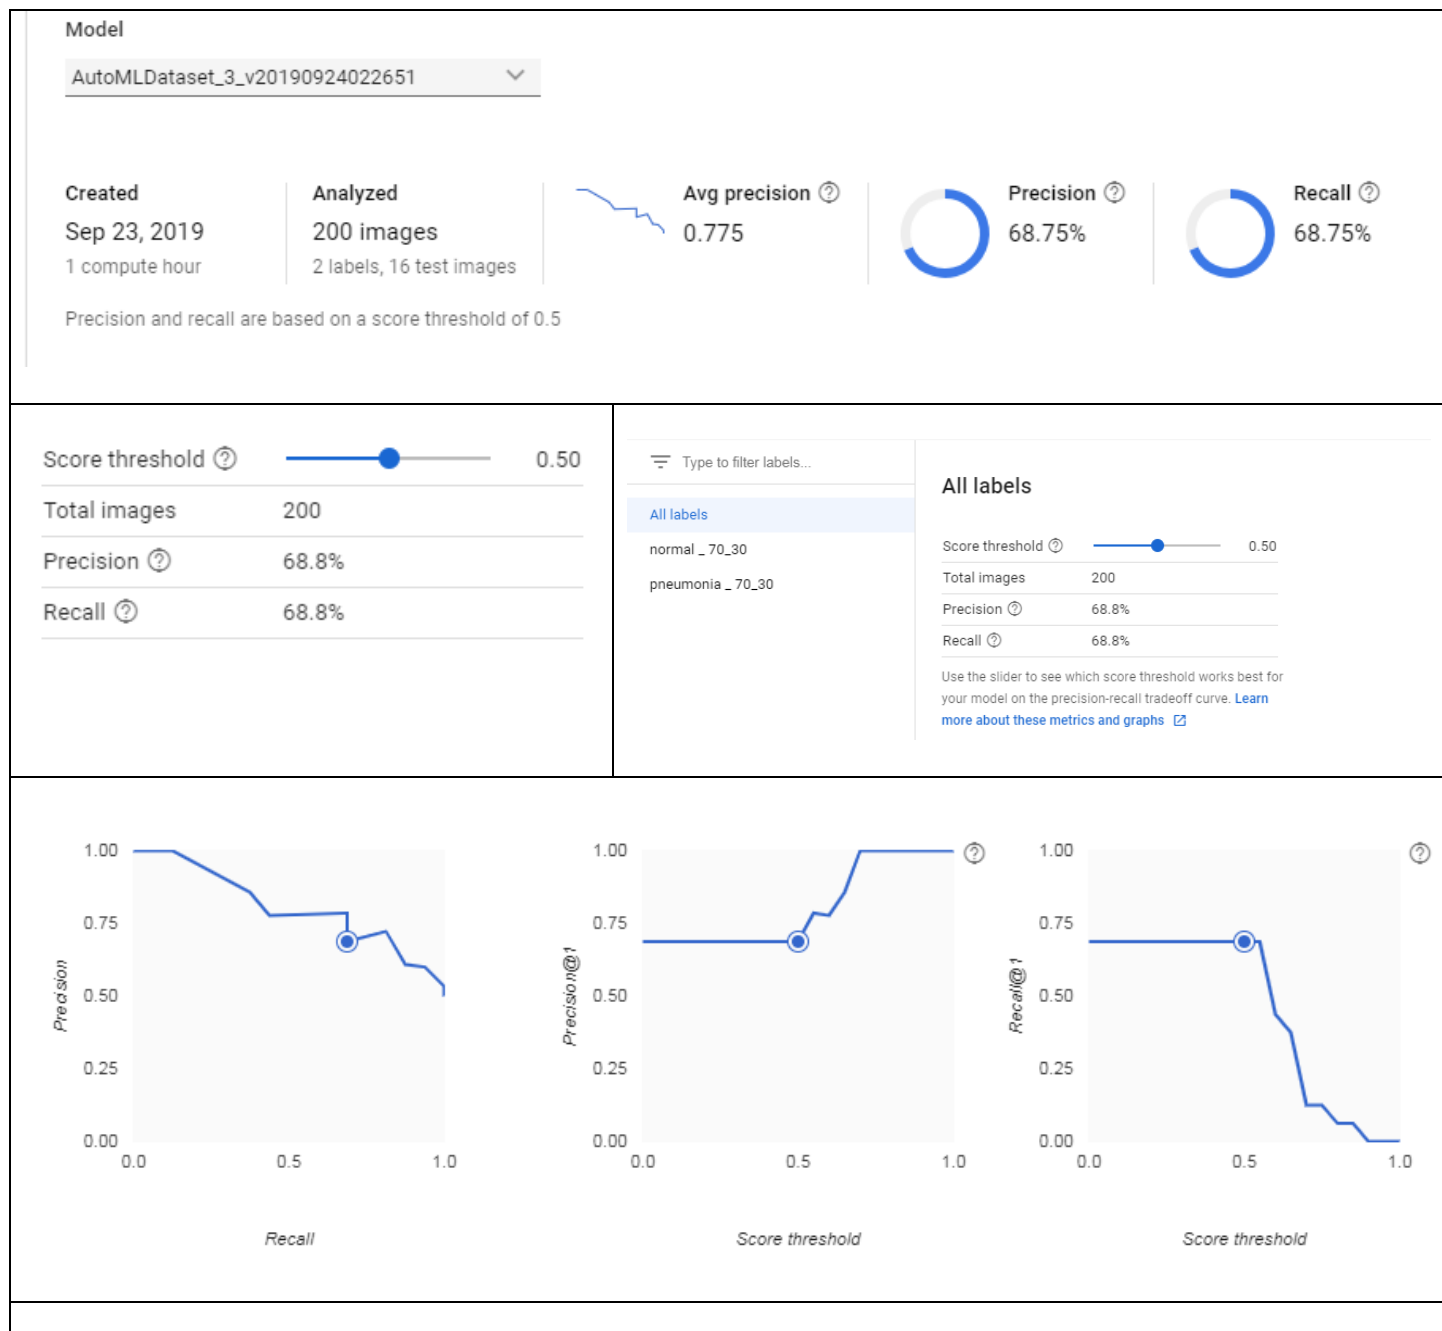 Model
AutoMLDataset_3_v20190924022651
Created
Sep 23, 2019
1 compute hour
Analyzed
200 images
2 labels, 16 test images
Avg precision
0.775
Precision
68.75%
Recall
68.75%
Precision and recall are based on a score threshold of 0.5
Score threshold 0.50
Total images 200
Precision 68.8%
Recall 68.8%
Type to filter labels...
All labels
normal _ 70_30
pneumonia _ 70_30
All labels
Score threshold 0.50
Total images 200
Precision 68.8%
Recall 68.8%
Use the slider to see which score threshold works best for
your model on the precision-recall tradeoff curve. Learn
more about these metrics and graphs
1.00
0.75
0.50
0.25
0.00
Precision
0.0 0.5 1.0
Recall
1.00
0.75
0.50
0.25
0.00
Precision@1
0.0 0.5 1.0
Score threshold
1.00
0.75
0.50
0.25
0.00
Recall@1
0.0 0.5 1.0
Score threshold